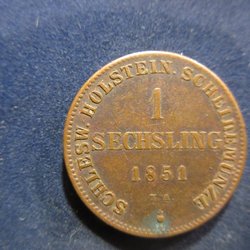 SCHLESW. HOLSTEIN. SCHEIDEMÜNZE
1
SECHSLING
1851